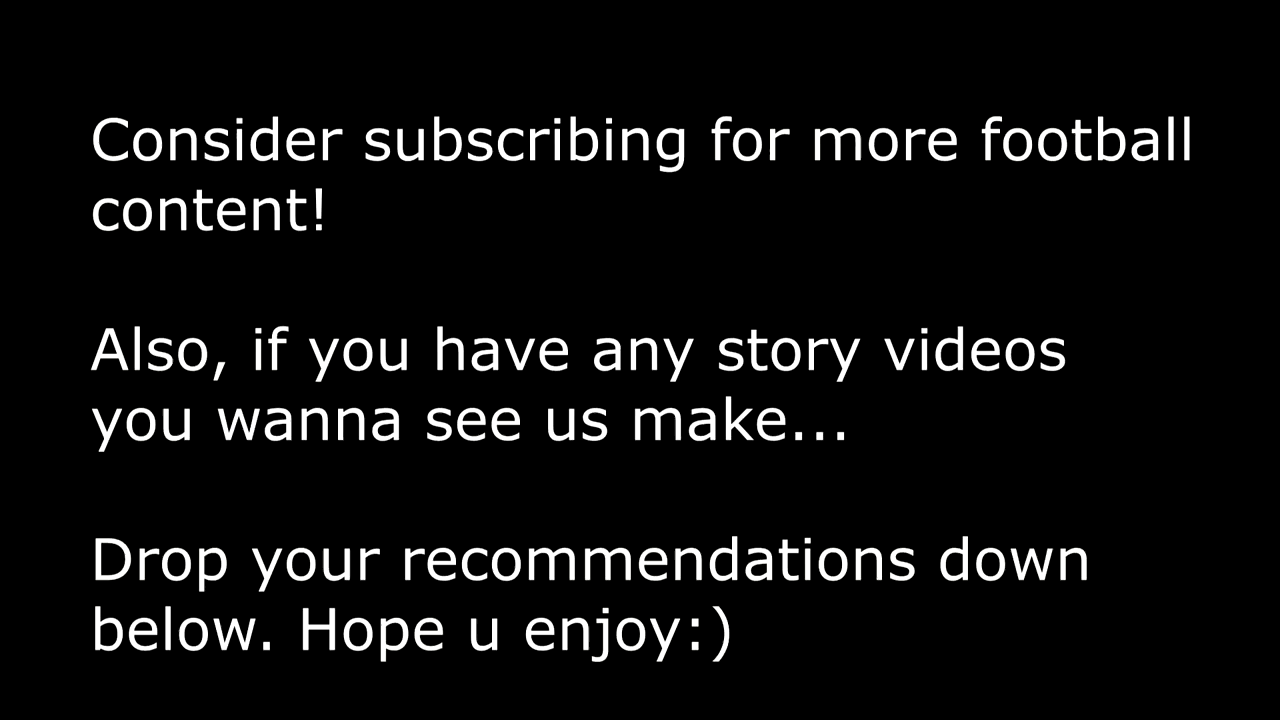 Consider subscribing for more football
content!
Also, if you have any story videos
you wanna see us make...
Drop your recommendations down
below. Hope u enjoy:)